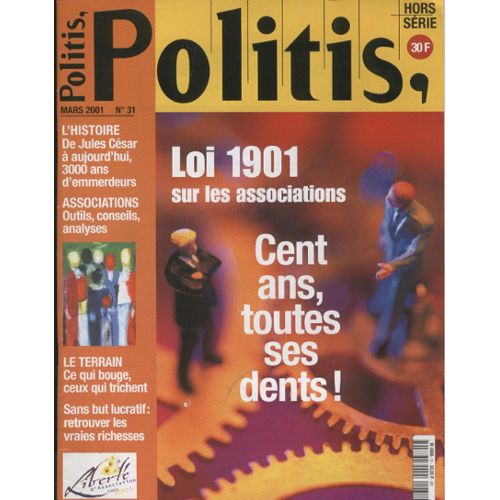 Politis,
Politis,
HORS
SÉRIE
30 F
MARS 2001 N° 31
L'HISTOIRE
De Jules César
à aujourd'hui,
3000 ans
d'emmerdeurs
ASSOCIATIONS
Outils, conseils,
analyses
LE TERRAIN
Ce qui bouge,
ceux qui trichent
Sans but lucratif :
retrouver les
vraies richesses
Liberté
d'Association
2001
Loi 1901
sur les associations
Cent
ans,
toutes
ses
dents !